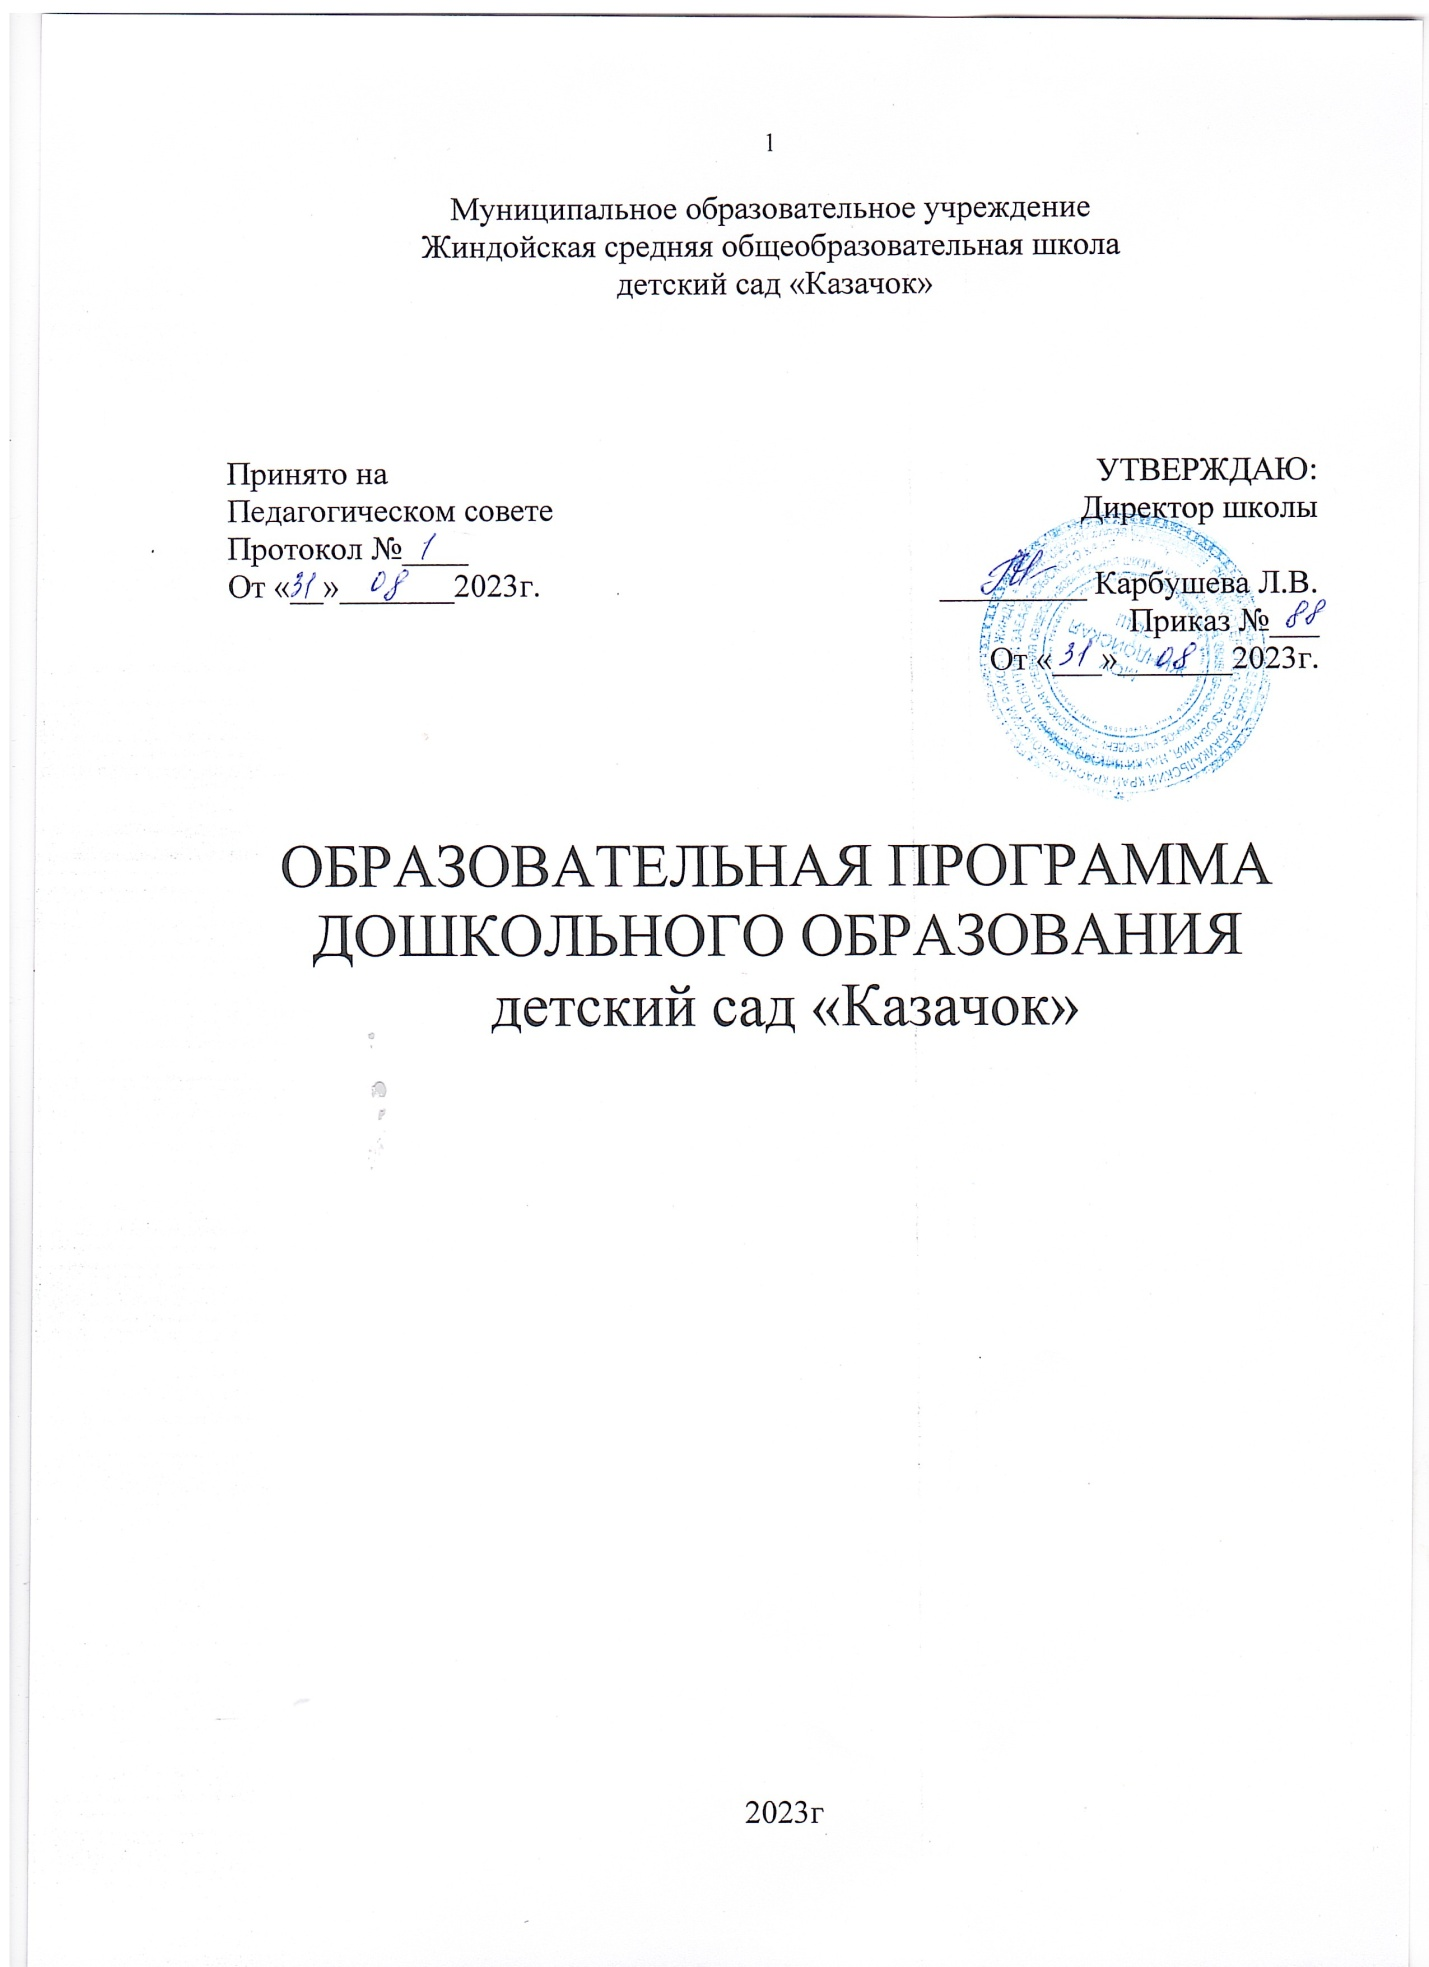 1
Муниципальное образовательное учреждение
Жиндойская средняя общеобразовательная школа
детский сад «Казачок»
Принято на
Педагогическом совете
Протокол № 1
От «31» 08 2023г.
УТВЕРЖДАЮ:
Директор школы
Карбушева Л.В.
Приказ № 88
От «31» 08 2023г.
ОБРАЗОВАТЕЛЬНАЯ ПРОГРАММА
ДОШКОЛЬНОГО ОБРАЗОВАНИЯ
детский сад «Казачок»
2023г